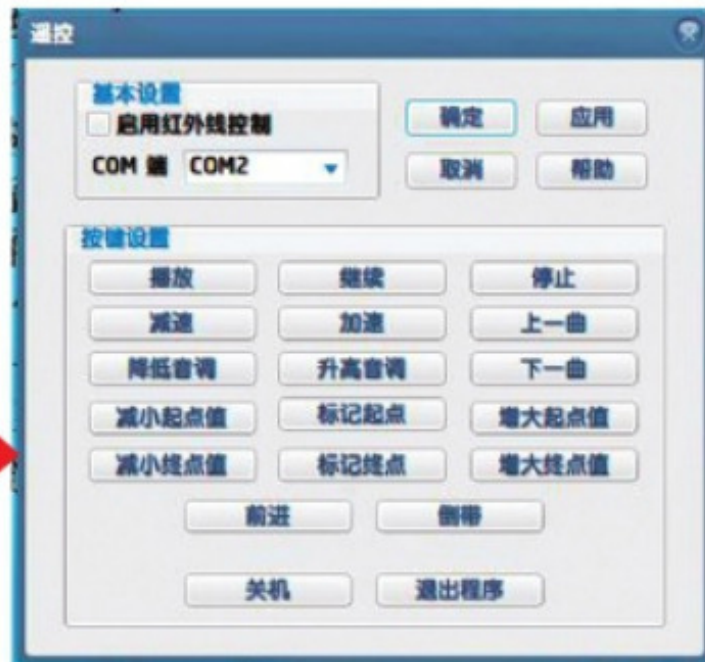 遥控
基本设置
启用红外线控制
COM 端 COM2
确定 应用
取消 帮助
按键设置
播放 继续 停止
减速 加速 上一曲
降低音调 升高音调 下一曲
减小起点值 标记起点 增大起点值
减小终点值 标记终点 增大终点值
前进 倒带
关机 退出程序